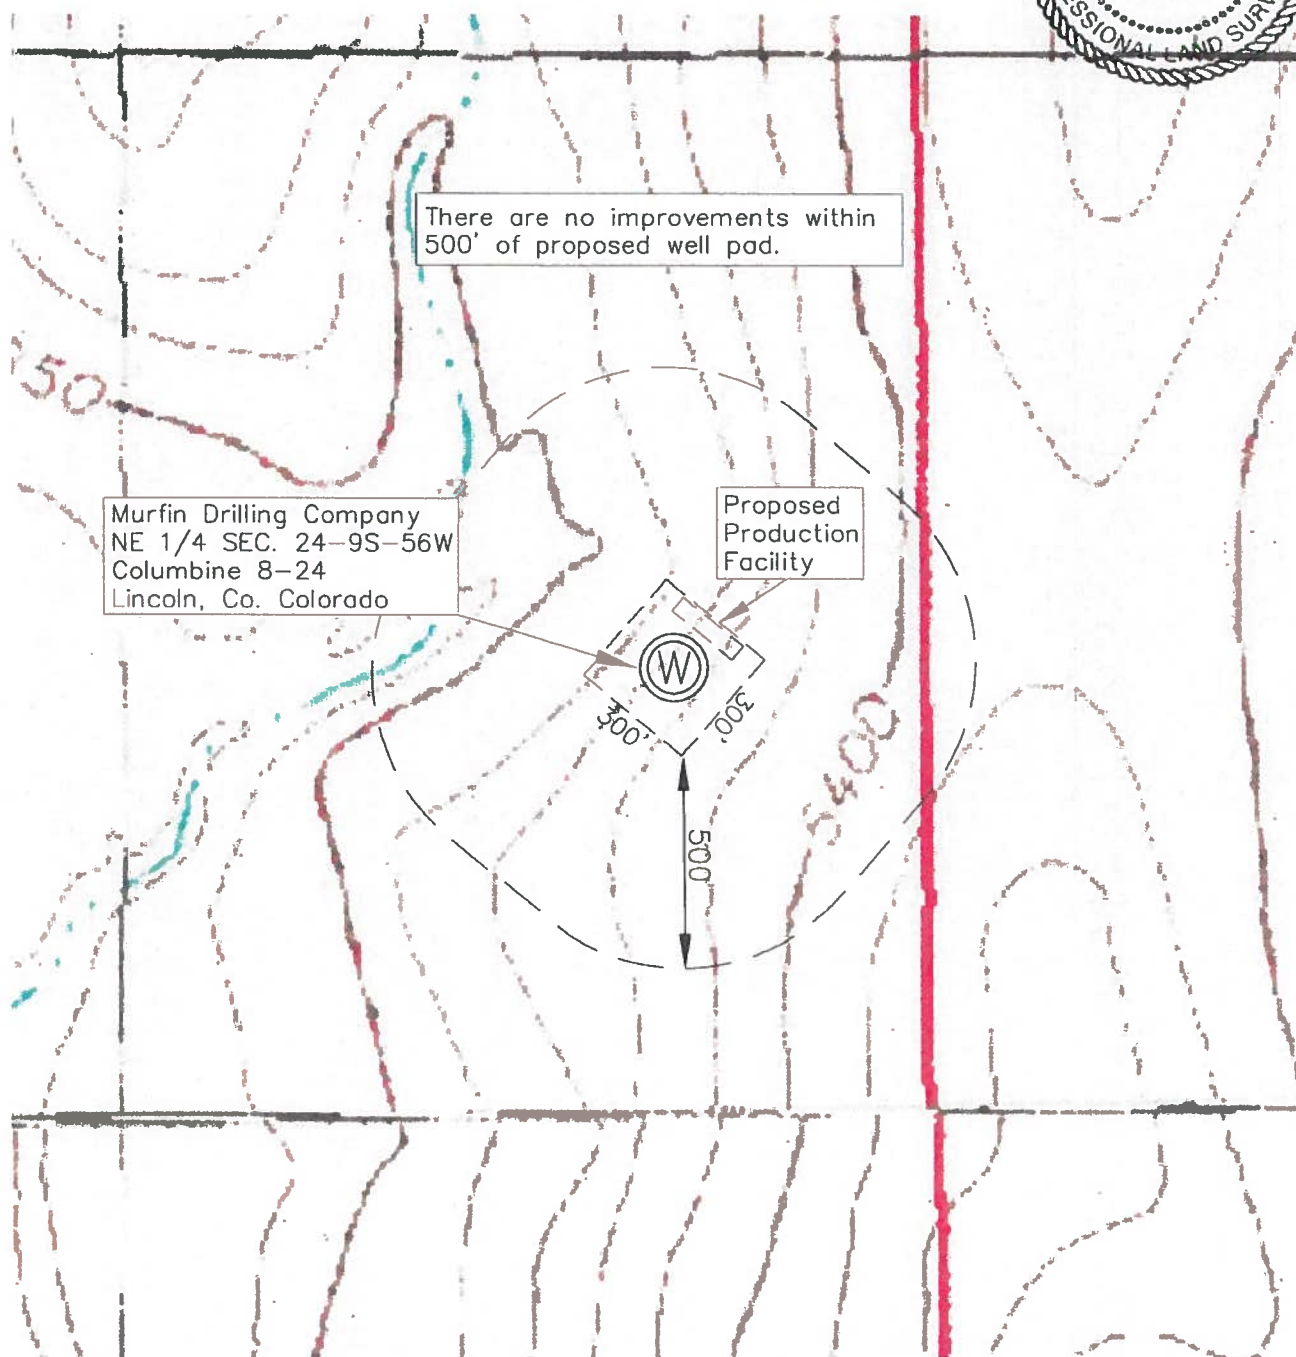 SSIONAL LAND SURV
There are no improvements within
500' of proposed well pad.
50
Murfin Drilling Company
NE 1/4 SEC. 24-9S-56W
Columbine 8-24
Lincoln, Co. Colorado
Proposed
Production
Facility
W
300'
300'
5400
500'